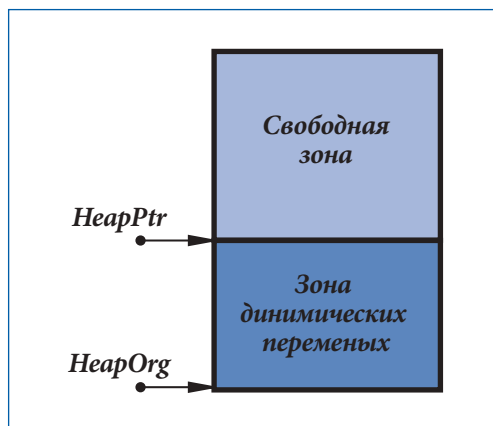 Свободная
зона
HeapPtr
Зона
динимических
переменых
HeapOrg